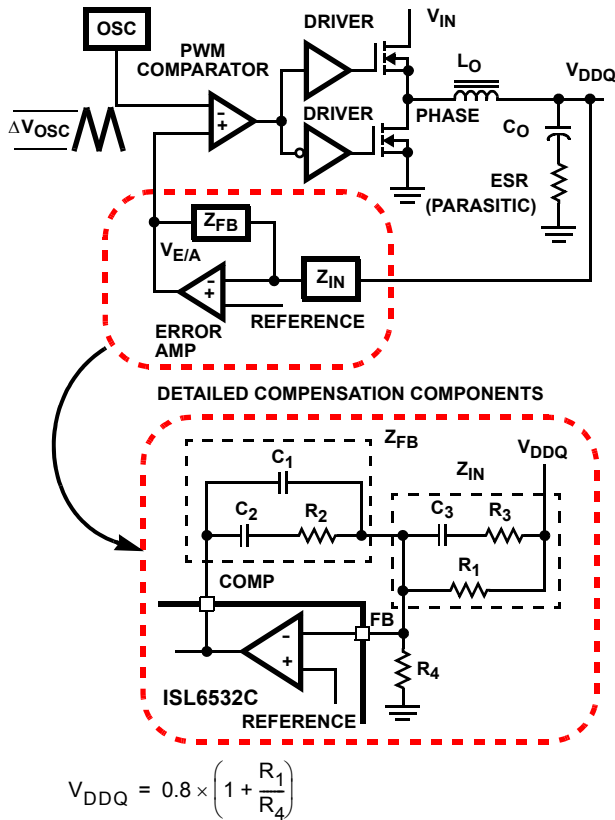 OSC
DRIVER
V_IN
PWM
COMPARATOR
L_O
V_DDQ
ΔV_OSC
-
+
DRIVER
PHASE
C_O
ESR
(PARASITIC)
Z_FB
V_E/A
Z_IN
-
+
ERROR
AMP
REFERENCE
DETAILED COMPENSATION COMPONENTS
Z_FB
C_1
V_DDQ
Z_IN
C_2
R_2
C_3
R_3
R_1
COMP
FB
-
+
R_4
ISL6532C
REFERENCE
V_DDQ = 0.8 × (1 + R_1/R_4)